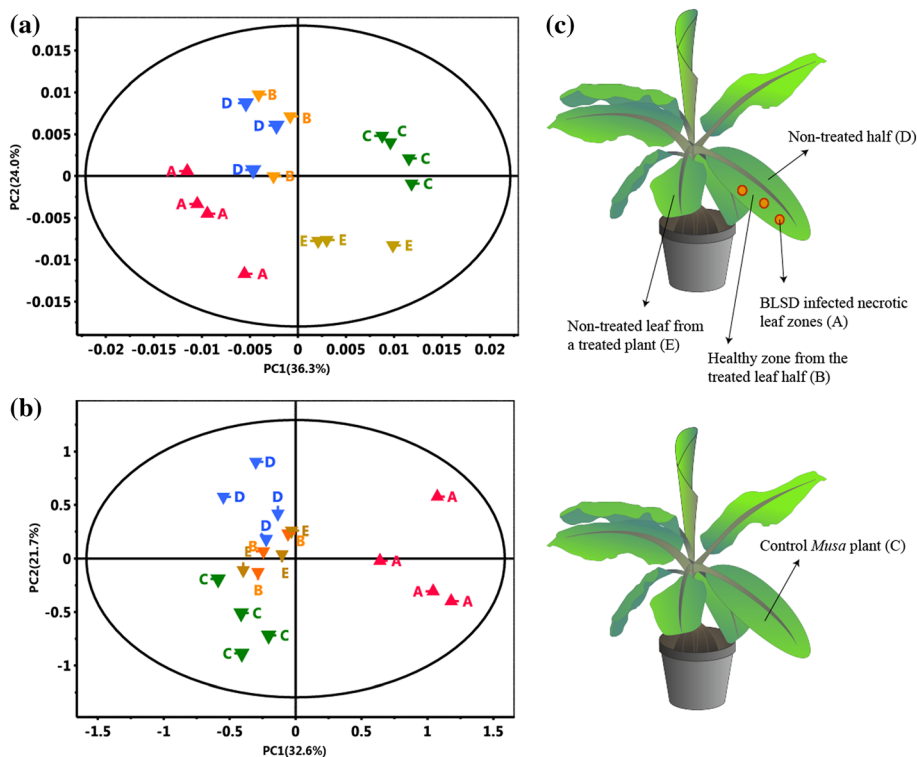 (a)
0.015
0.01
0.005
0
-0.005
-0.01
-0.015
PC2(24.0%)
D B
D B
D B
C C
C
C
A
A A
A
E E E
-0.02 -0.015 -0.01 -0.005 0 0.005 0.01 0.015 0.02
PC1(36.3%)
(b)
1
0.5
0
-0.5
-1
PC2(21.7%)
D
D D
D
E
B B
E E
B
C
C
C
C
A
A
A A
-1.5 -1 -0.5 0 0.5 1 1.5
PC1(32.6%)
(c)
Non-treated half (D)
BLSD infected necrotic
leaf zones (A)
Non-treated leaf from
a treated plant (E)
Healthy zone from the
treated leaf half (B)
Control Musa plant (C)